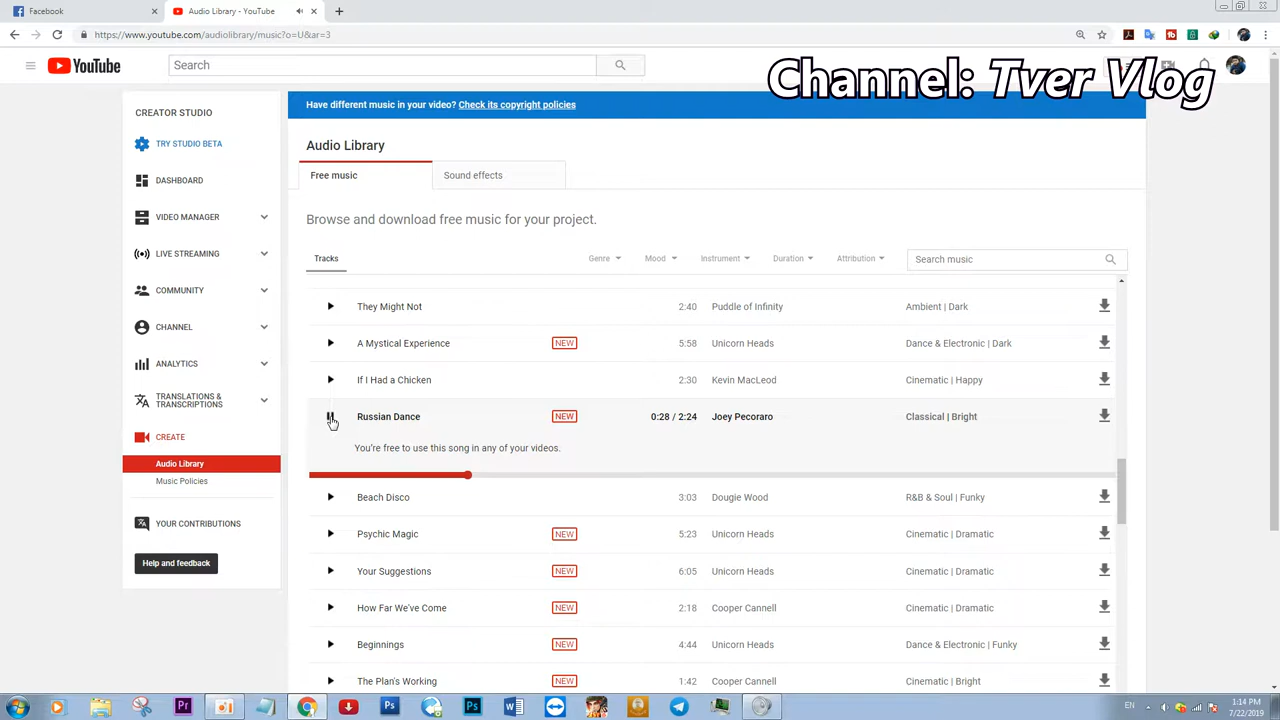 Facebook
Audio Library - YouTube
https://www.youtube.com/audiolibrary/music?o=U&ar=3
YouTube
Search
Channel: Tver Vlog
CREATOR STUDIO
TRY STUDIO BETA
DASHBOARD
VIDEO MANAGER
LIVE STREAMING
COMMUNITY
CHANNEL
ANALYTICS
TRANSLATIONS &
TRANSCRIPTIONS
CREATE
Audio Library
Music Policies
YOUR CONTRIBUTIONS
Help and feedback
Have different music in your video? Check its copyright policies
Audio Library
Free music Sound effects
Browse and download free music for your project.
Tracks Genre Mood Instrument Duration Attribution Search music
They Might Not 2:40 Puddle of Infinity Ambient | Dark
A Mystical Experience NEW 5:58 Unicorn Heads Dance & Electronic | Dark
If I Had a Chicken 2:30 Kevin MacLeod Cinematic | Happy
Russian Dance NEW 0:28 / 2:24 Joey Pecoraro Classical | Bright
You're free to use this song in any of your videos.
Beach Disco 3:03 Dougie Wood R&B & Soul | Funky
Psychic Magic NEW 5:23 Unicorn Heads Cinematic | Dramatic
Your Suggestions NEW 6:05 Unicorn Heads Cinematic | Dramatic
How Far We've Come NEW 2:18 Cooper Cannell Cinematic | Dramatic
Beginnings NEW 4:44 Unicorn Heads Dance & Electronic | Funky
The Plan's Working NEW 1:42 Cooper Cannell Cinematic | Bright
Pr
Ps
Ps
W
EN
1:14 PM
7/22/2019